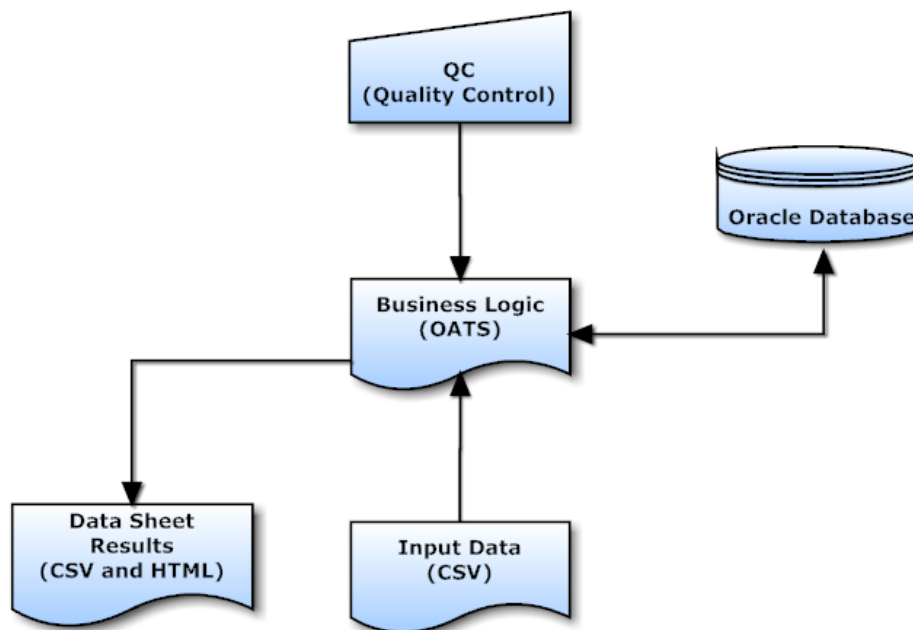 QC
(Quality Control)
Oracle Database
Business Logic
(OATS)
Data Sheet
Results
(CSV and HTML)
Input Data
(CSV)